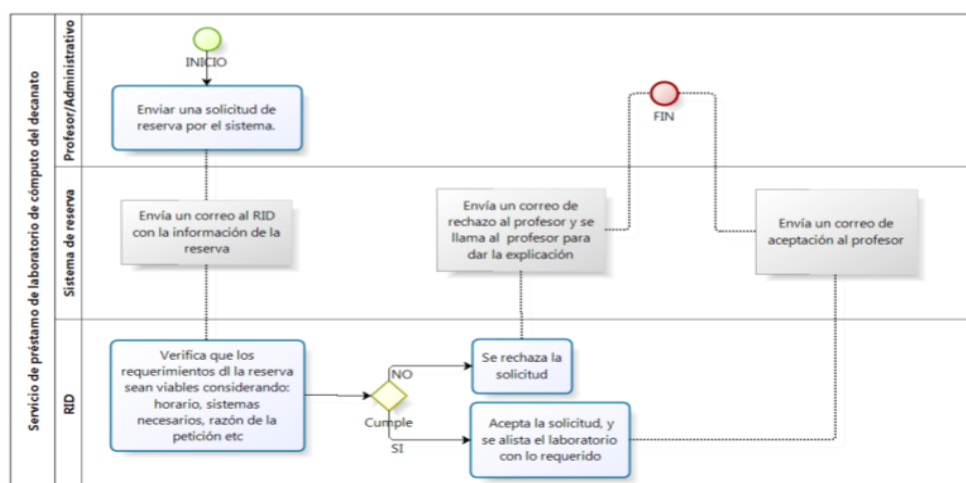 Servicio de préstamo de laboratorio de cómputo del decanato
Profesor/Administrativo
INICIO
Enviar una solicitud de
reserva por el sistema.
FIN
Sistema de reserva
Envía un correo al RID
con la información de la
reserva
Envía un correo de
rechazo al profesor y se
llama al profesor para
dar la explicación
Envía un correo de
aceptación al profesor
RID
Verifica que los
requerimientos dl la reserva
sean viables considerando:
horario, sistemas
necesarios, razón de la
petición etc
Cumple
NO
Se rechaza la
solicitud
SI
Acepta la solicitud, y
se alista el laboratorio
con lo requerido